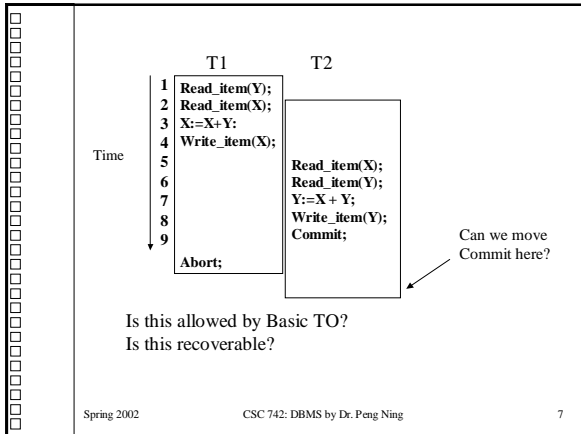 T1 T2
1 Read_item(Y);
2 Read_item(X);
3 X:=X+Y:
4 Write_item(X);
Time
5 Read_item(X);
6 Read_item(Y);
7 Y:=X + Y;
8 Write_item(Y);
9 Commit;
Abort;
Can we move
Commit here?
Is this allowed by Basic TO?
Is this recoverable?
Spring 2002 CSC 742: DBMS by Dr. Peng Ning 7